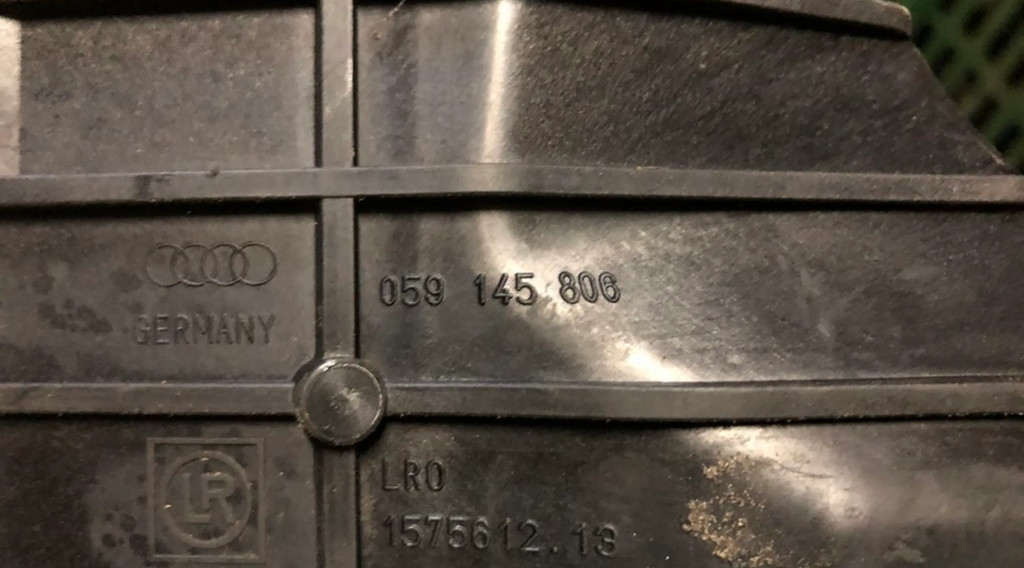 059 145 806
GERMANY
LR
LRO
1575612.13